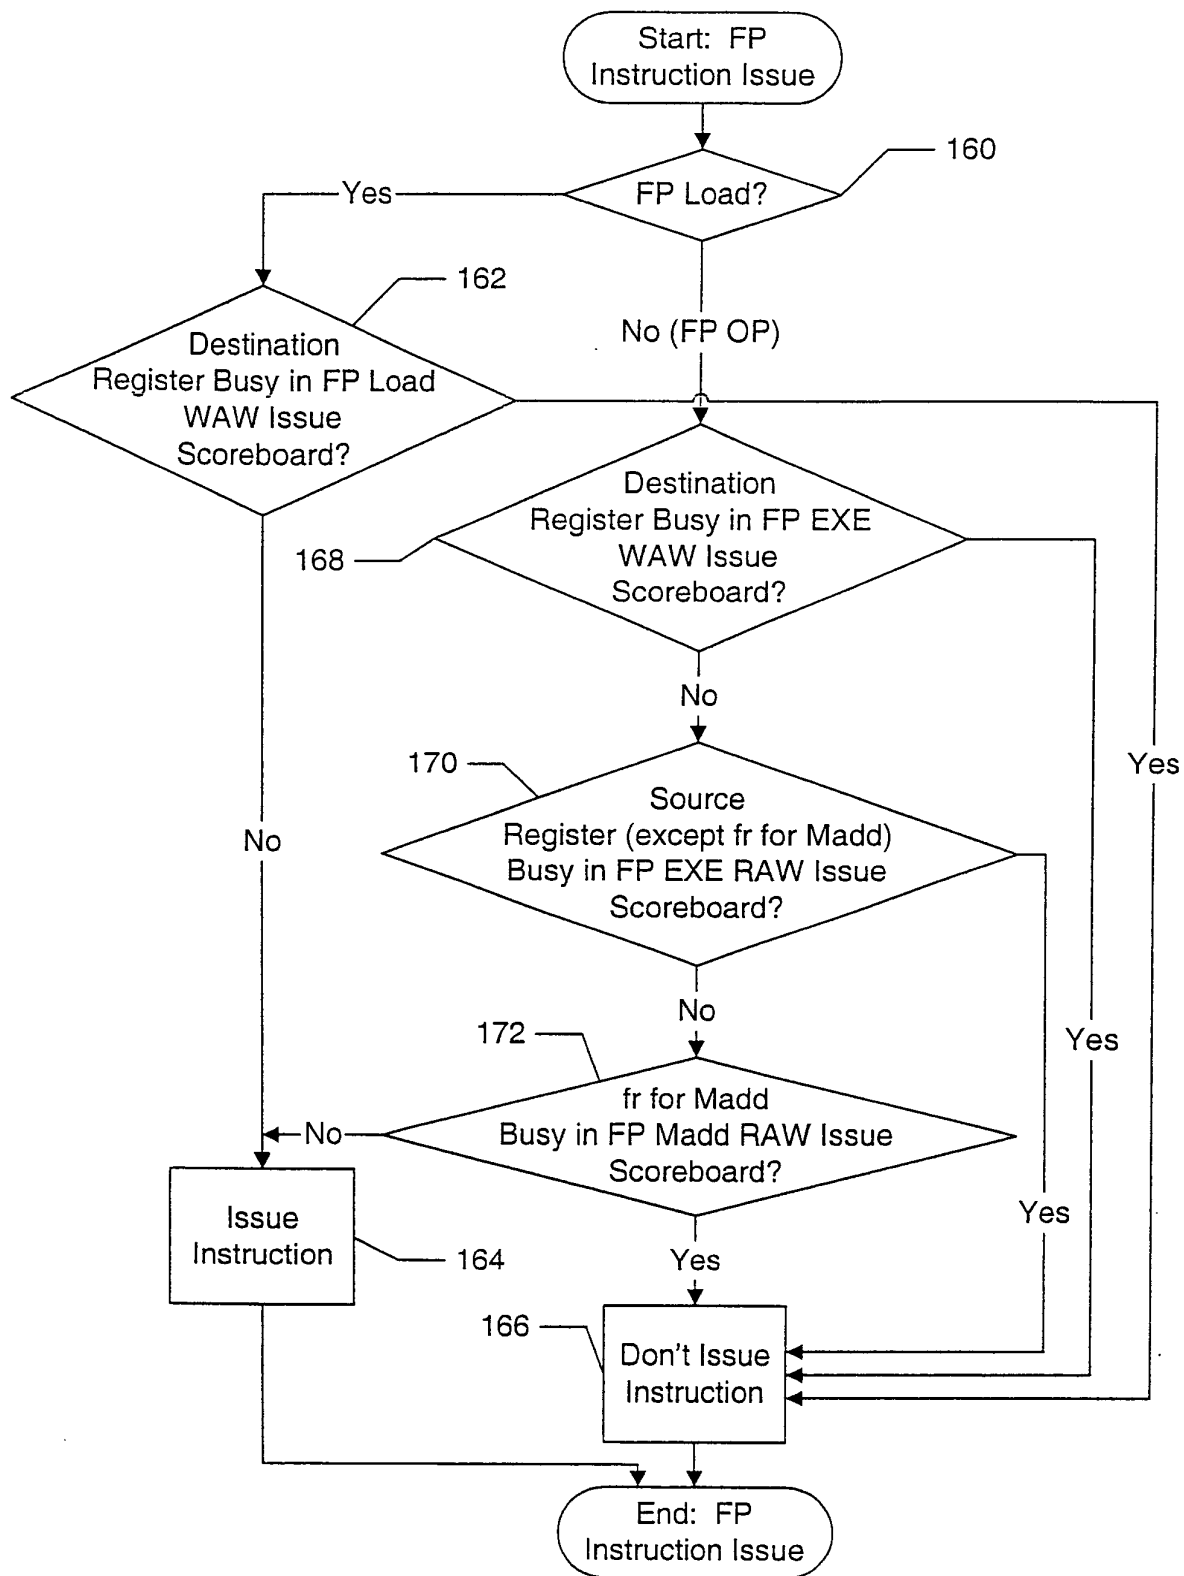 Start: FP
Instruction Issue
160
FP Load?
Yes
162
No (FP OP)
Destination
Register Busy in FP Load
WAW Issue
Scoreboard?
Destination
Register Busy in FP EXE
WAW Issue
Scoreboard?
168
No
Yes
170
Source
Register (except fr for Madd)
Busy in FP EXE RAW Issue
Scoreboard?
No
No
Yes
172
fr for Madd
Busy in FP Madd RAW Issue
Scoreboard?
No
Yes
Issue
Instruction
164
Yes
166
Don't Issue
Instruction
End: FP
Instruction Issue